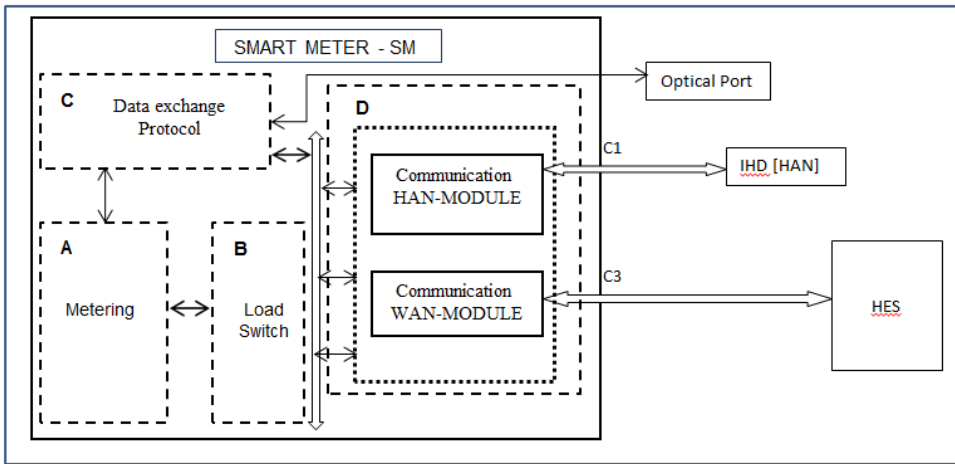 SMART METER - SM
C
Data exchange
Protocol
Optical Port
D
C1
Communication
HAN-MODULE
IHD [HAN]
A
Metering
B
Load
Switch
C3
Communication
WAN-MODULE
HES